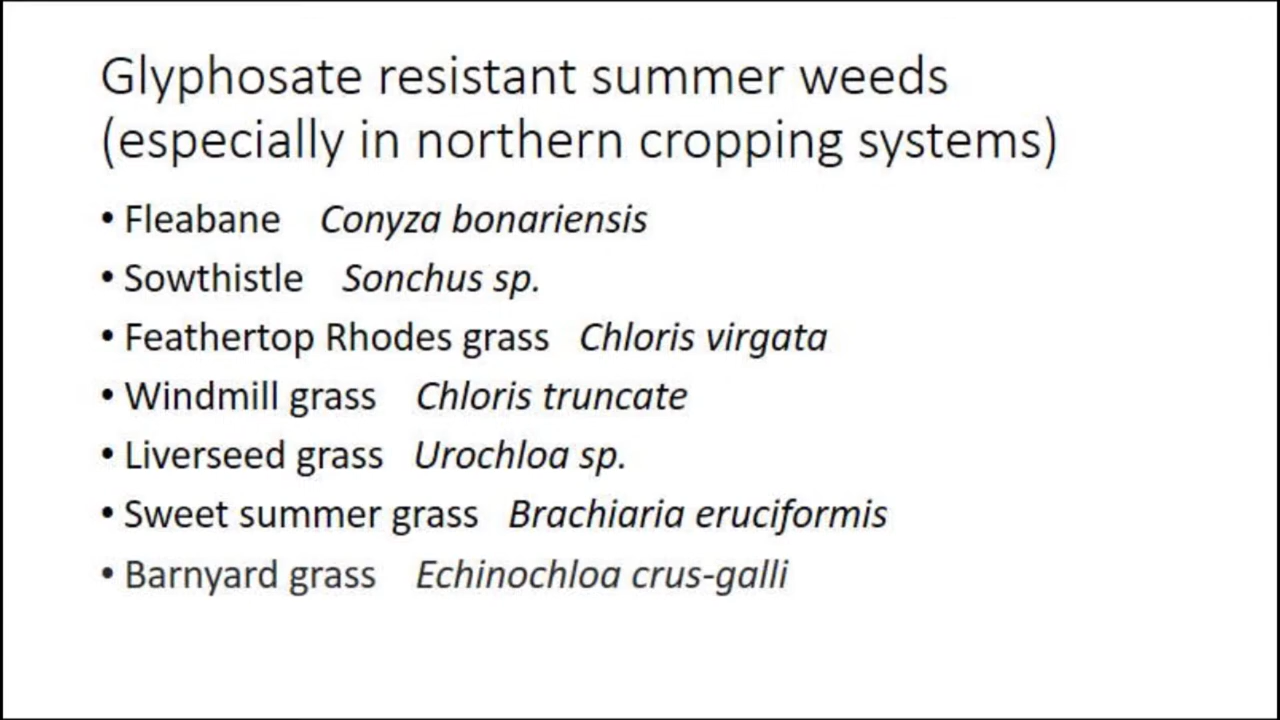 Glyphosate resistant summer weeds
(especially in northern cropping systems)
• Fleabane Conyza bonariensis
• Sowthistle Sonchus sp.
• Feathertop Rhodes grass Chloris virgata
• Windmill grass Chloris truncate
• Liverseed grass Urochloa sp.
• Sweet summer grass Brachiaria eruciformis
• Barnyard grass Echinochloa crus-galli